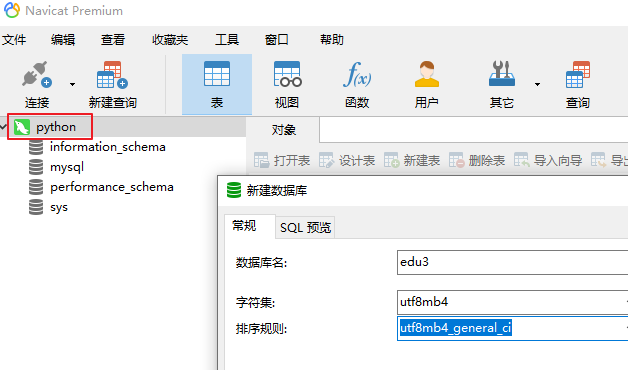 Navicat Premium
文件 编辑 查看 收藏夹 工具 窗口 帮助
f(x)
连接 新建查询 表 视图 函数 用户 其它 查询
python 对象
information_schema
打开表 设计表 新建表 删除表 导入向导
mysql
performance_schema
新建数据库
sys
常规 SQL 预览
数据库名: edu3
字符集: utf8mb4
排序规则: utf8mb4_general_ci